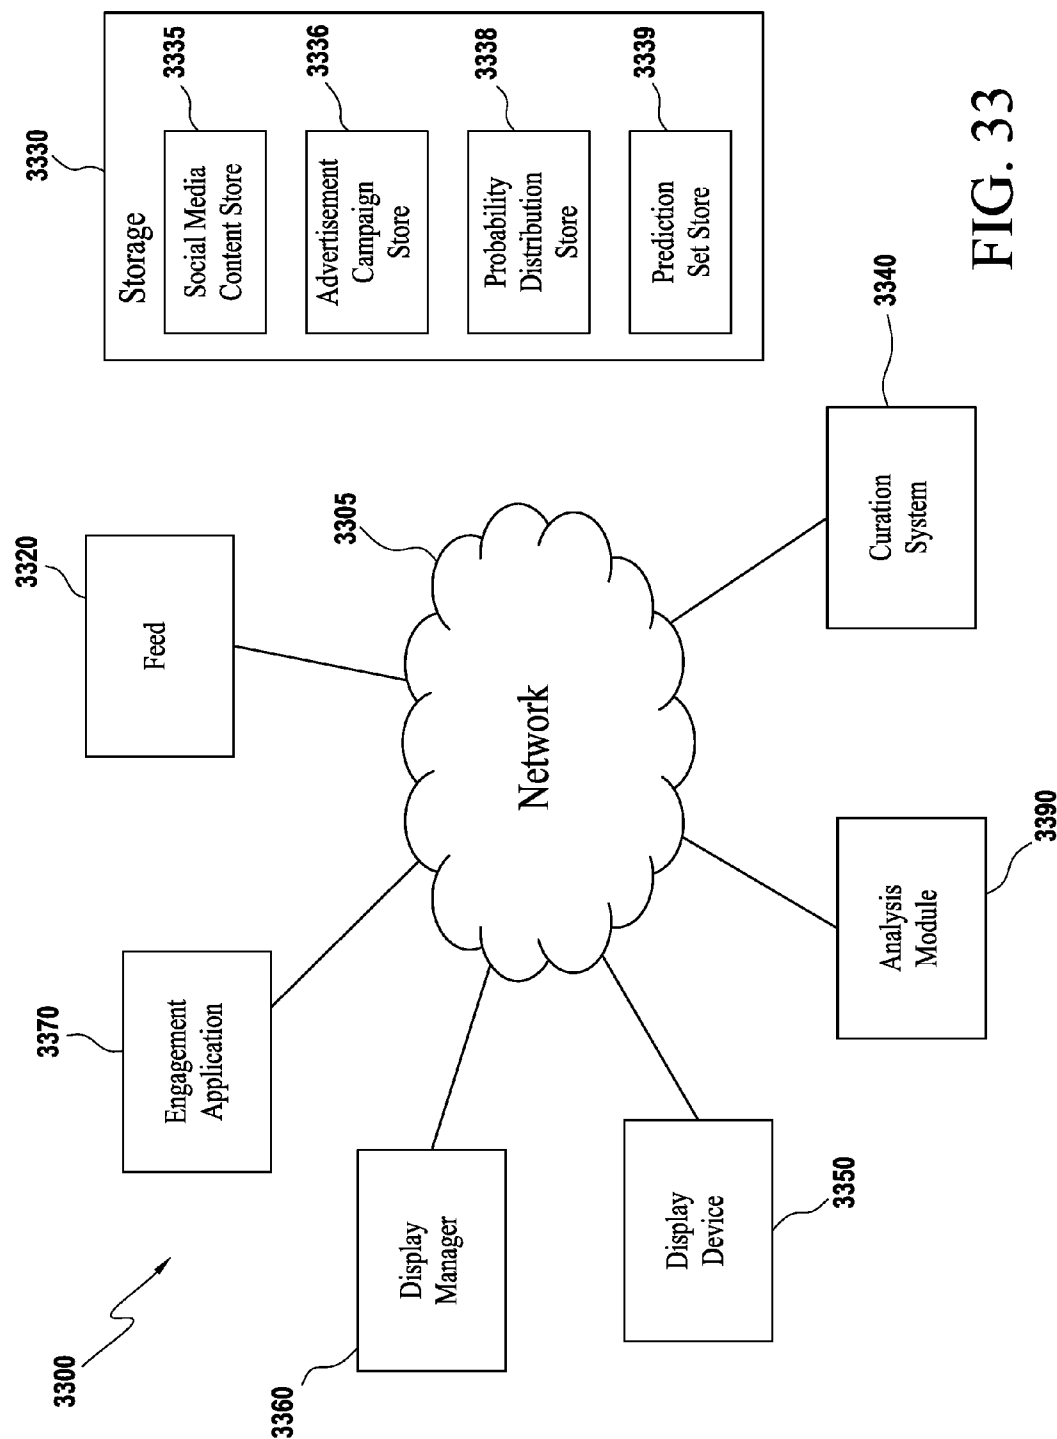 3300
3370
Engagement
Application
3320
Feed
3330
Storage
Social Media
Content Store
3335
Advertisement
Campaign
Store
3336
Probability
Distribution
Store
3338
Prediction
Set Store
3339
3305
Network
3360
Display
Manager
Display
Device
3350
Analysis
Module
3390
Curation
System
3340
FIG. 33